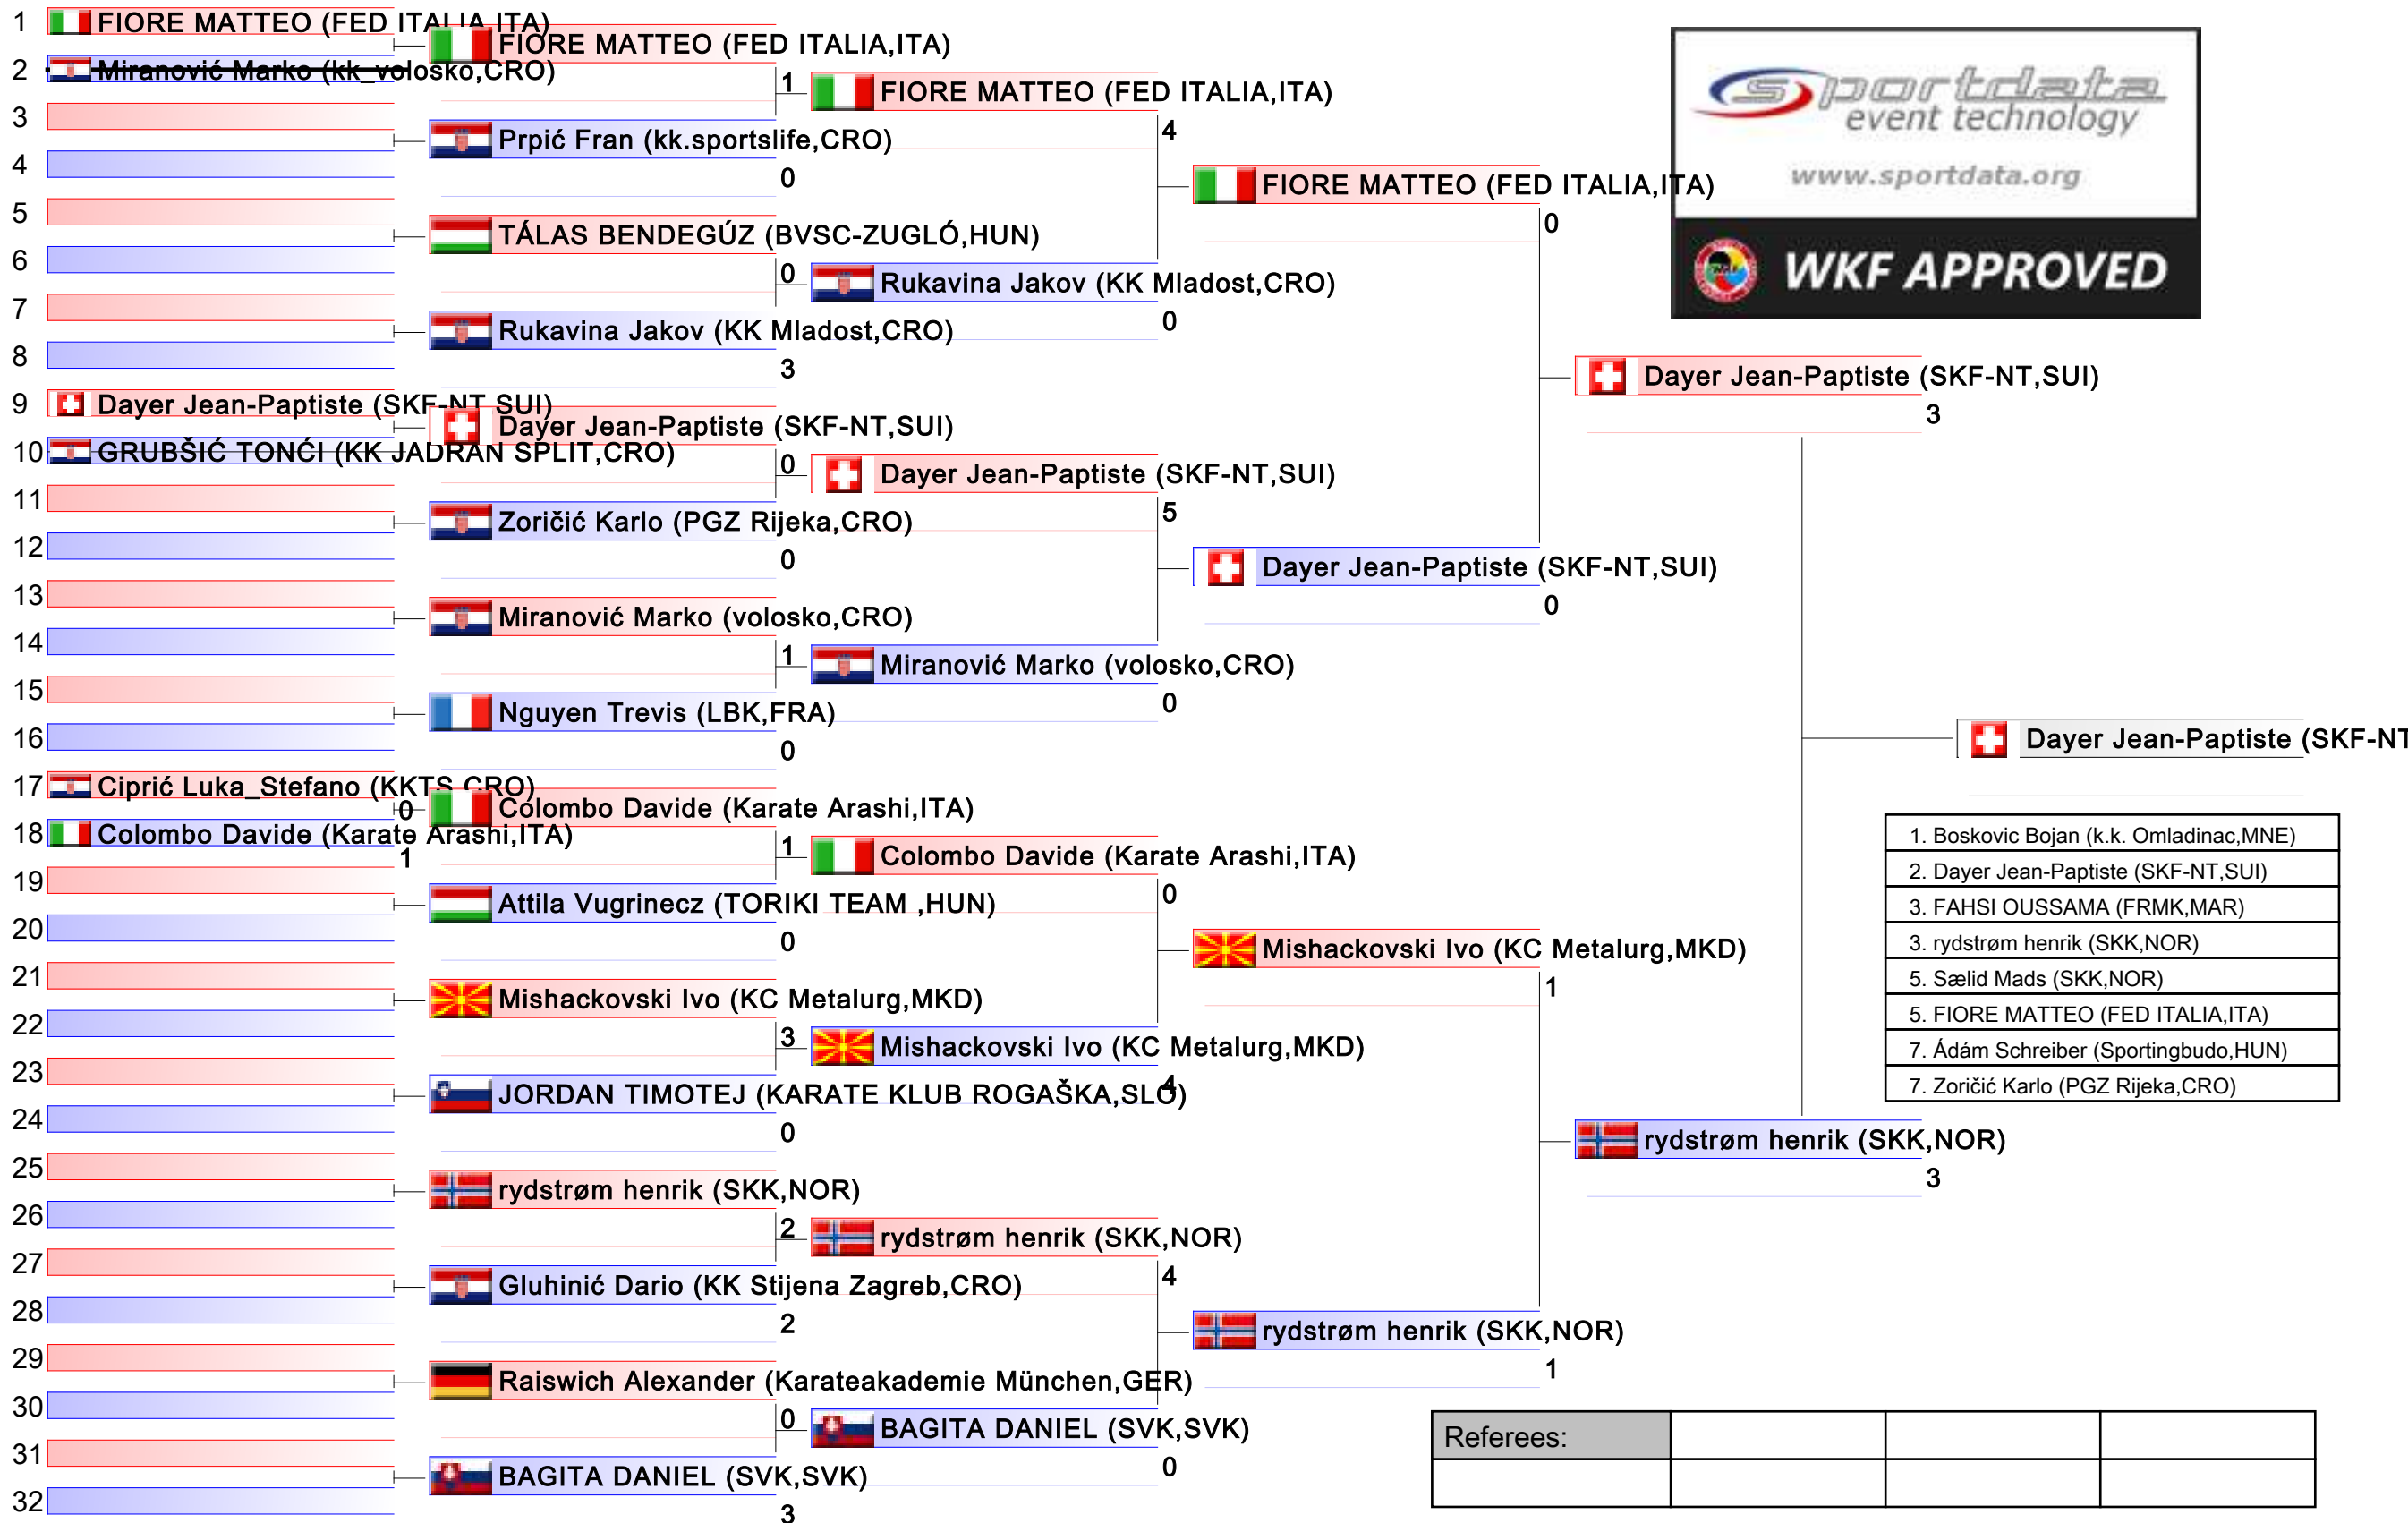 1 FIORE MATTEO (FED ITALIA,ITA)
2 Miranović Marko (kk_volosko,CRO)
3
4
5
6
7
8
9 Dayer Jean-Paptiste (SKF-NT,SUI)
10 GRUBŠIĆ TONĆI (KK JADRAN SPLIT,CRO)
11
12
13
14
15
16
17 Ciprić Luka_Stefano (KKTS,CRO)
0
18 Colombo Davide (Karate Arashi,ITA)
1
19
20
21
22
23
24
25
26
27
28
29
30
31
32
FIORE MATTEO (FED ITALIA,ITA)
1
Prpić Fran (kk.sportslife,CRO)
0
TÁLAS BENDEGÚZ (BVSC-ZUGLÓ,HUN)
0
Rukavina Jakov (KK Mladost,CRO)
3
Dayer Jean-Paptiste (SKF-NT,SUI)
0
Zoričić Karlo (PGZ Rijeka,CRO)
0
Miranović Marko (volosko,CRO)
1
Nguyen Trevis (LBK,FRA)
0
Colombo Davide (Karate Arashi,ITA)
1
Attila Vugrinecz (TORIKI TEAM ,HUN)
0
Mishackovski Ivo (KC Metalurg,MKD)
3
JORDAN TIMOTEJ (KARATE KLUB ROGAŠKA,SLO)
0
rydstrøm henrik (SKK,NOR)
2
Gluhinić Dario (KK Stijena Zagreb,CRO)
2
Raiswich Alexander (Karateakademie München,GER)
0
BAGITA DANIEL (SVK,SVK)
3
FIORE MATTEO (FED ITALIA,ITA)
4
Rukavina Jakov (KK Mladost,CRO)
0
Dayer Jean-Paptiste (SKF-NT,SUI)
5
Miranović Marko (volosko,CRO)
0
Colombo Davide (Karate Arashi,ITA)
0
Mishackovski Ivo (KC Metalurg,MKD)
4
rydstrøm henrik (SKK,NOR)
4
BAGITA DANIEL (SVK,SVK)
0
FIORE MATTEO (FED ITALIA,ITA)
0
Dayer Jean-Paptiste (SKF-NT,SUI)
0
Mishackovski Ivo (KC Metalurg,MKD)
1
rydstrøm henrik (SKK,NOR)
1
Dayer Jean-Paptiste (SKF-NT,SUI)
3
rydstrøm henrik (SKK,NOR)
3
Dayer Jean-Paptiste (SKF-NT
sportdata
event technology
www.sportdata.org
WKF APPROVED
1. Boskovic Bojan (k.k. Omladinac,MNE)
2. Dayer Jean-Paptiste (SKF-NT,SUI)
3. FAHSI OUSSAMA (FRMK,MAR)
3. rydstrøm henrik (SKK,NOR)
5. Sælid Mads (SKK,NOR)
5. FIORE MATTEO (FED ITALIA,ITA)
7. Ádám Schreiber (Sportingbudo,HUN)
7. Zoričić Karlo (PGZ Rijeka,CRO)
Referees: